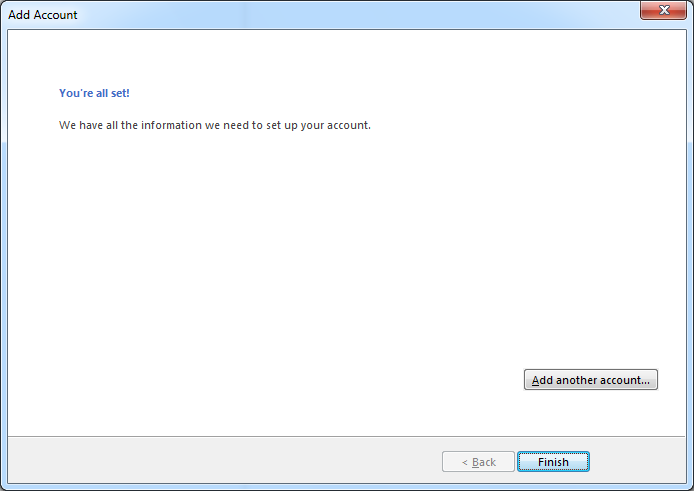 Add Account
You're all set!
We have all the information we need to set up your account.
Add another account...
< Back
Finish